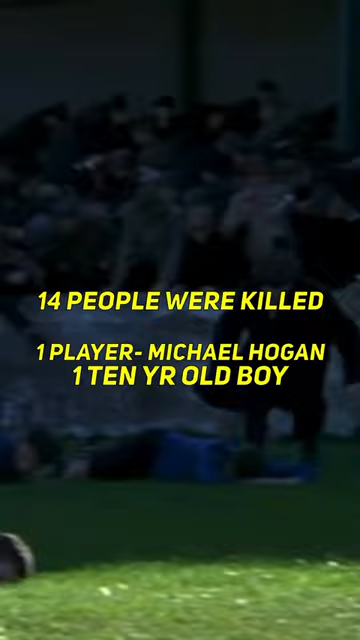 14 PEOPLE WERE KILLED
1 PLAYER- MICHAEL HOGAN
1 TEN YR OLD BOY